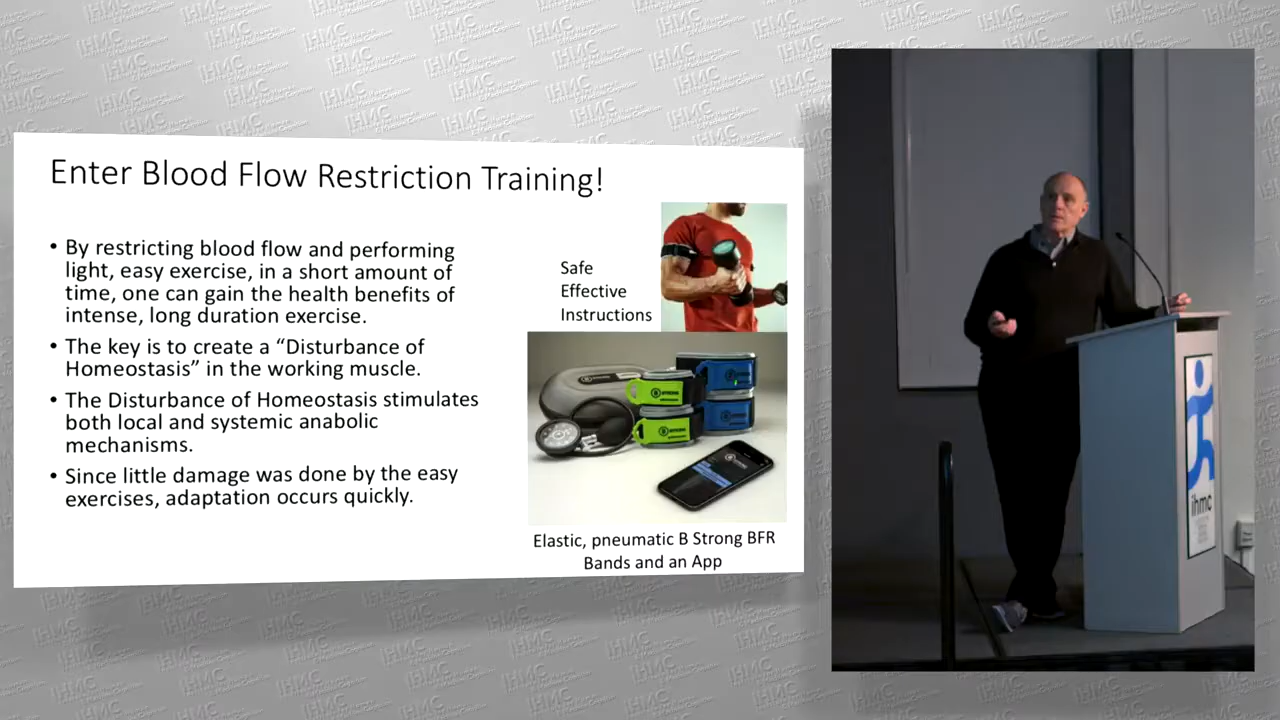 Enter Blood Flow Restriction Training!
• By restricting blood flow and performing
light, easy exercise, in a short amount of
time, one can gain the health benefits of
intense, long duration exercise.
• The key is to create a “Disturbance of
Homeostasis” in the working muscle.
• The Disturbance of Homeostasis stimulates
both local and systemic anabolic
mechanisms.
• Since little damage was done by the easy
exercises, adaptation occurs quickly.
Safe
Effective
Instructions
Elastic, pneumatic B Strong BFR
Bands and an App
ihmc